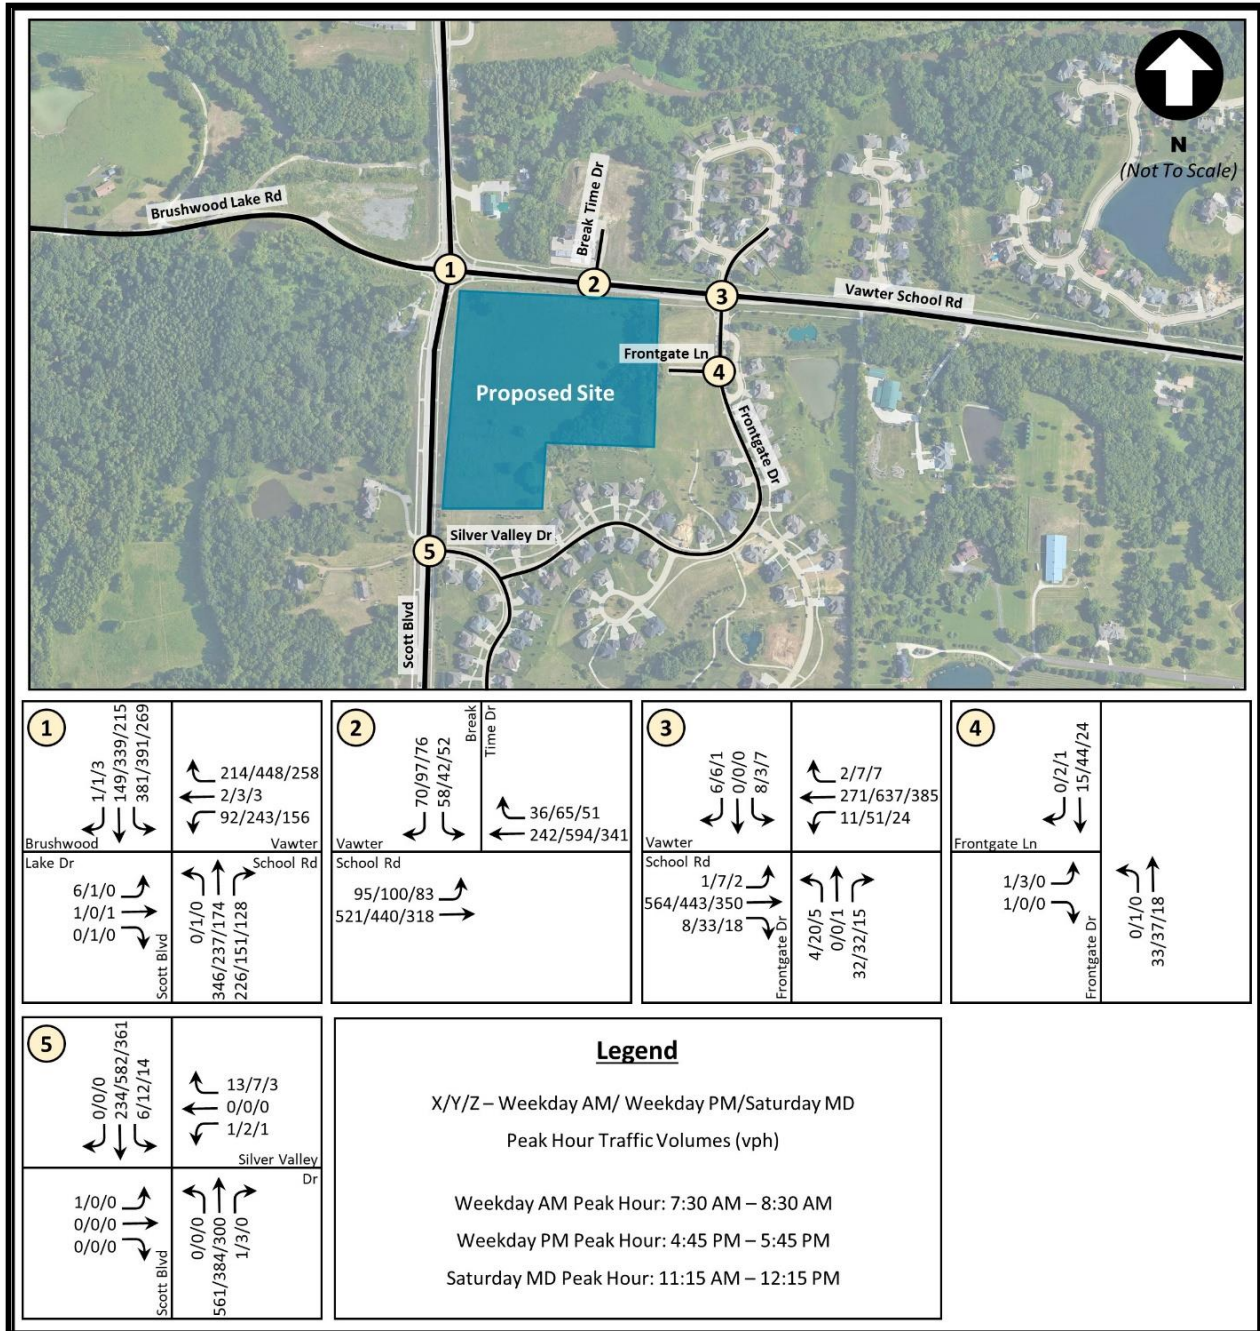 N
(Not To Scale)
Brushwood Lake Rd
Break Time Dr
1
2
3
Vawter School Rd
Frontgate Ln
4
Proposed Site
Frontgate Dr
Silver Valley Dr
5
Scott Blvd
1
1/1/3
149/339/215
381/391/269
214/448/258
2/3/3
92/243/156
Brushwood
Lake Dr
Vawter
School Rd
6/1/0
1/0/1
0/1/0
Scott Blvd
0/1/0
346/237/174
226/151/128
2
70/97/76
58/42/52
Break
Time Dr
36/65/51
242/594/341
Vawter
School Rd
95/100/83
521/440/318
3
6/6/1
0/0/0
8/3/7
2/7/7
271/637/385
11/51/24
Vawter
School Rd
1/7/2
564/443/350
8/33/18
Frontgate Dr
4/20/5
0/0/1
32/32/15
4
0/2/1
15/44/24
Frontgate Ln
1/3/0
1/0/0
Frontgate Dr
0/1/0
33/37/18
5
0/0/0
234/582/361
6/12/14
13/7/3
0/0/0
1/2/1
Silver Valley
Dr
1/0/0
0/0/0
0/0/0
Scott Blvd
0/0/0
561/384/300
1/3/0
Legend
X/Y/Z – Weekday AM/ Weekday PM/Saturday MD
Peak Hour Traffic Volumes (vph)
Weekday AM Peak Hour: 7:30 AM – 8:30 AM
Weekday PM Peak Hour: 4:45 PM – 5:45 PM
Saturday MD Peak Hour: 11:15 AM – 12:15 PM